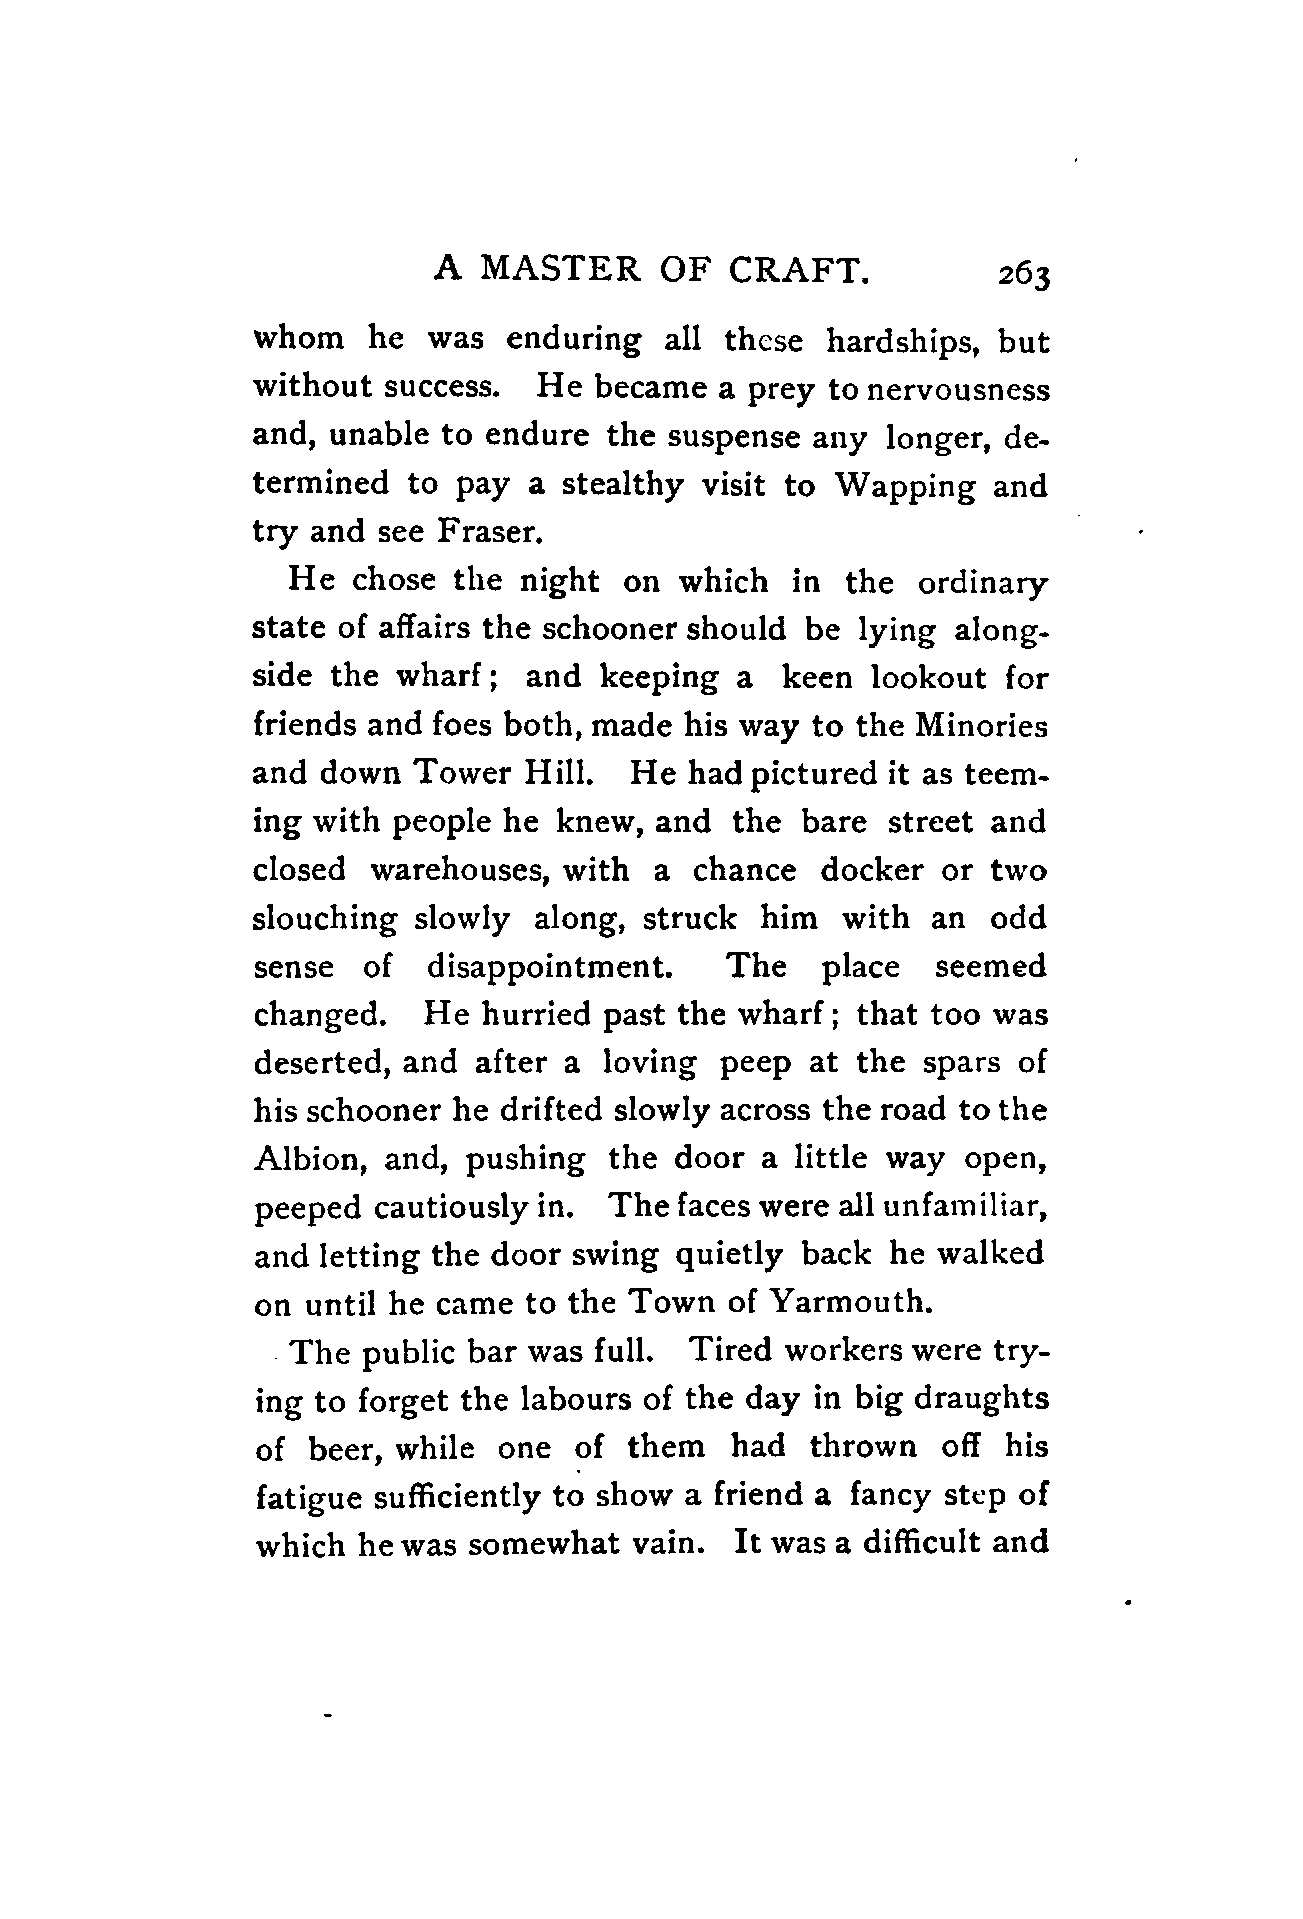 A MASTER OF CRAFT. 263
whom he was enduring all these hardships, but
without success. He became a prey to nervousness
and, unable to endure the suspense any longer, de-
termined to pay a stealthy visit to Wapping and
try and see Fraser.
He chose the night on which in the ordinary
state of affairs the schooner should be lying along-
side the wharf; and keeping a keen lookout for
friends and foes both, made his way to the Minories
and down Tower Hill. He had pictured it as teem-
ing with people he knew, and the bare street and
closed warehouses, with a chance docker or two
slouching slowly along, struck him with an odd
sense of disappointment. The place seemed
changed. He hurried past the wharf; that too was
deserted, and after a loving peep at the spars of
his schooner he drifted slowly across the road to the
Albion, and, pushing the door a little way open,
peeped cautiously in. The faces were all unfamiliar,
and letting the door swing quietly back he walked
on until he came to the Town of Yarmouth.
The public bar was full. Tired workers were try-
ing to forget the labours of the day in big draughts
of beer, while one of them had thrown off his
fatigue sufficiently to show a friend a fancy step of
which he was somewhat vain. It was a difficult and